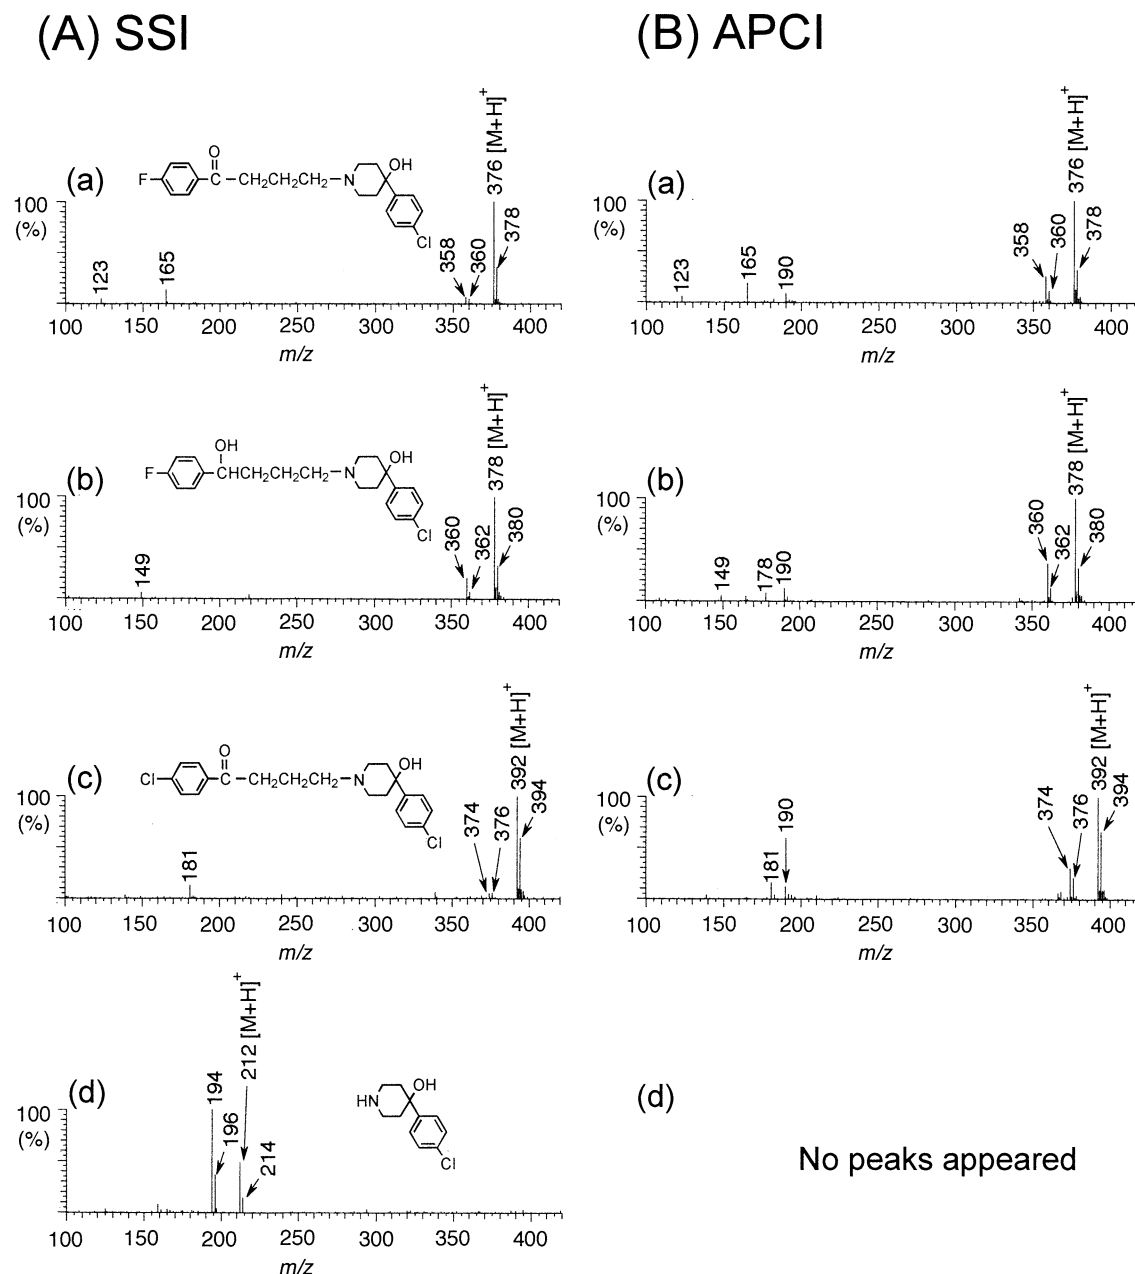 (A) SSI
(B) APCI
(a)
O
F
C
CH₂CH₂CH₂
N
OH
Cl
100
(%)
123
165
358
360
376 [M+H]⁺
378
100 150 200 250 300 350 400
m/z
(a)
100
(%)
123
165
190
358
360
376 [M+H]⁺
378
100 150 200 250 300 350 400
m/z
(b)
OH
F
CHCH₂CH₂CH₂
N
OH
Cl
100
(%)
149
360
362
378 [M+H]⁺
380
100 150 200 250 300 350 400
m/z
(b)
100
(%)
149
178
190
360
362
378 [M+H]⁺
380
100 150 200 250 300 350 400
m/z
(c)
O
Cl
C
CH₂CH₂CH₂
N
OH
Cl
100
(%)
181
374
376
392 [M+H]⁺
394
100 150 200 250 300 350 400
m/z
(c)
100
(%)
181
190
374
376
392 [M+H]⁺
394
100 150 200 250 300 350 400
m/z
(d)
HN
OH
Cl
100
(%)
194
196
212 [M+H]⁺
214
100 150 200 250 300 350 400
m/z
(d)
No peaks appeared